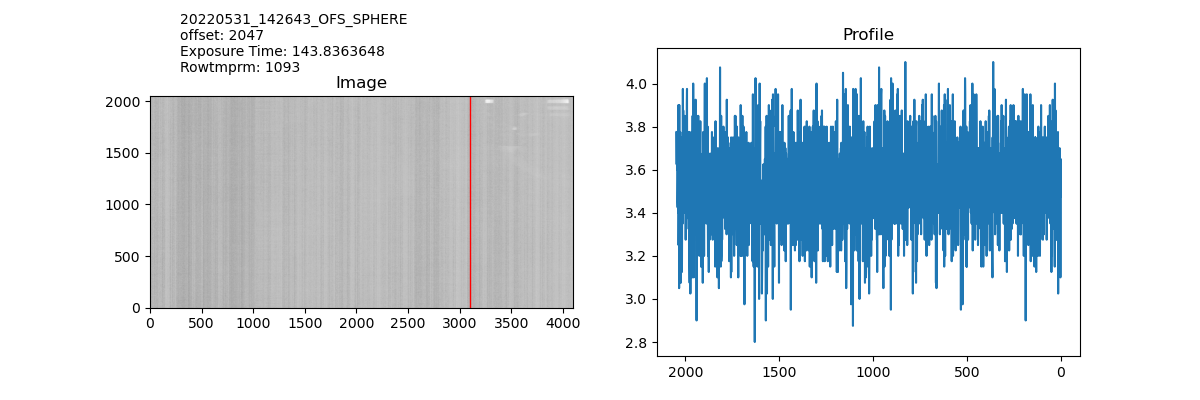 20220531_142643_OFS_SPHERE
offset: 2047
Exposure Time: 143.8363648
Rowtmprm: 1093
Image
2000
1500
1000
500
0
0 500 1000 1500 2000 2500 3000 3500 4000
Profile
4.0
3.8
3.6
3.4
3.2
3.0
2.8
2000 1500 1000 500 0